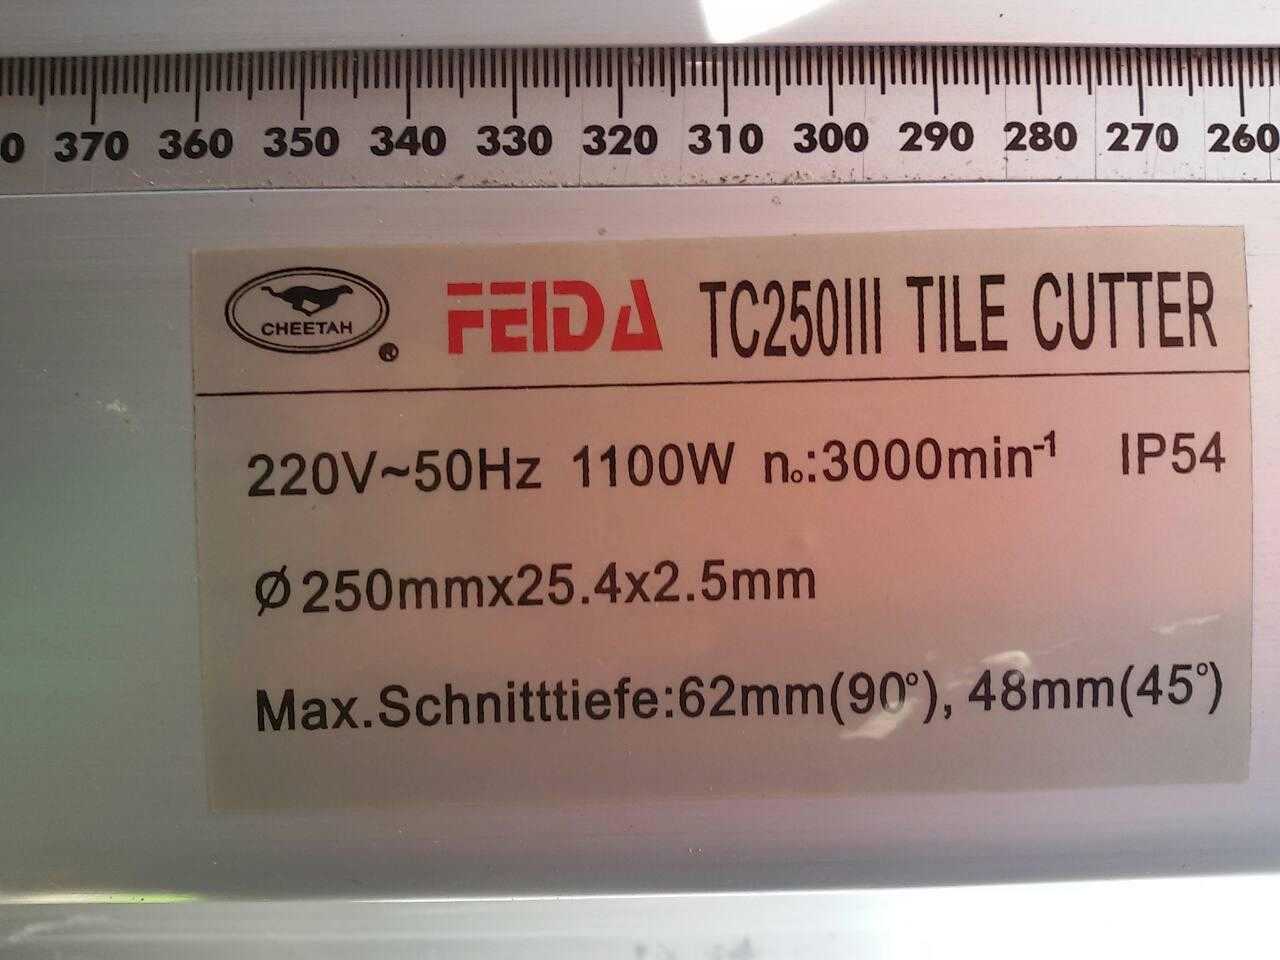 0 370 360 350 340 330 320 310 300 290 280 270 260
CHEETAH ® FEIDA TC250III TILE CUTTER
220V~50Hz 1100W n₀:3000min⁻¹ IP54
Ø250mmx25.4x2.5mm
Max.Schnitttiefe:62mm(90°), 48mm(45°)